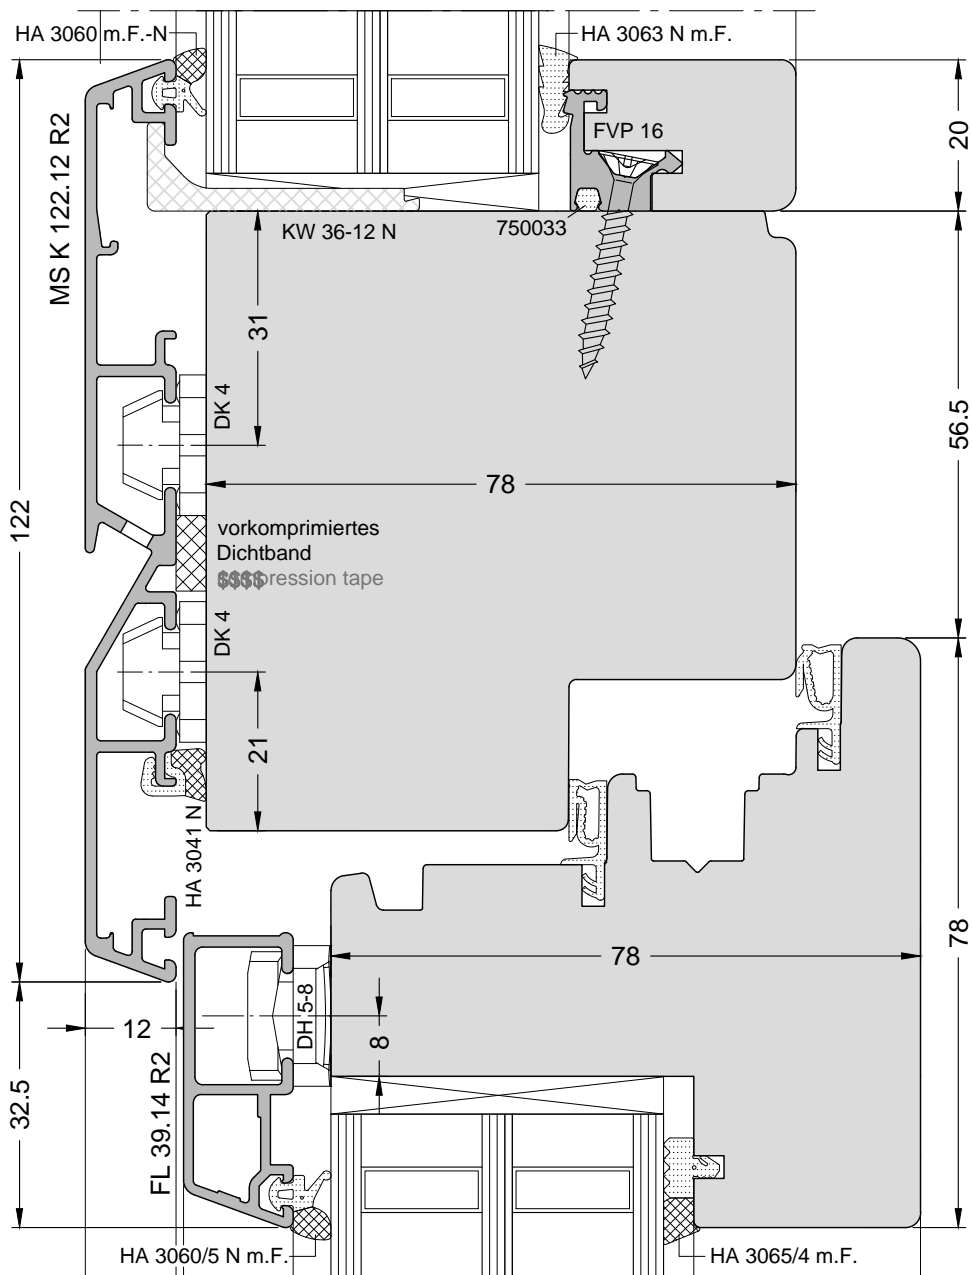 HA 3060 m.F.-N
HA 3063 N m.F.
MS K 122.12 R2
FVP 16
20
KW 36-12 N
750033
31
DK 4
56.5
78
122
vorkomprimiertes
Dichtband
pression tape
DK 4
21
HA 3041 N
78
78
DH 5-8
12
8
FL 39.14 R2
32.5
HA 3060/5 N m.F.
HA 3065/4 m.F.